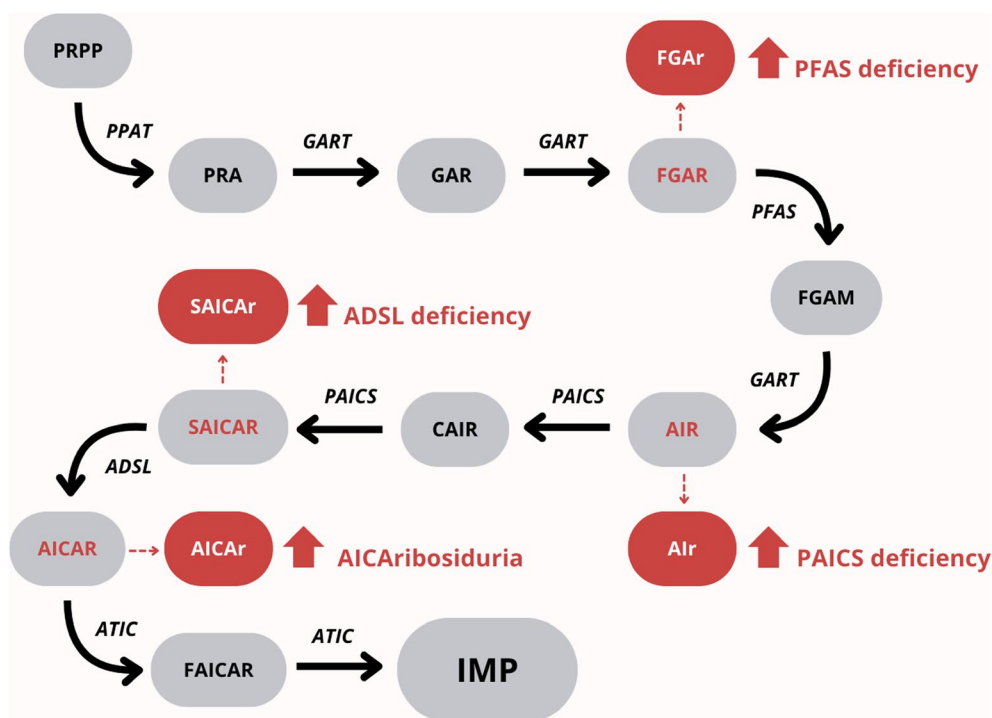 PRPP
PPAT
PRA
GART
GAR
GART
FGAR
FGAr
PFAS deficiency
PFAS
FGAM
GART
AIR
AIr
PAICS deficiency
PAICS
CAIR
PAICS
SAICAR
SAICAr
ADSL deficiency
ADSL
AICAR
AICAr
AICAribosiduria
ATIC
FAICAR
ATIC
IMP